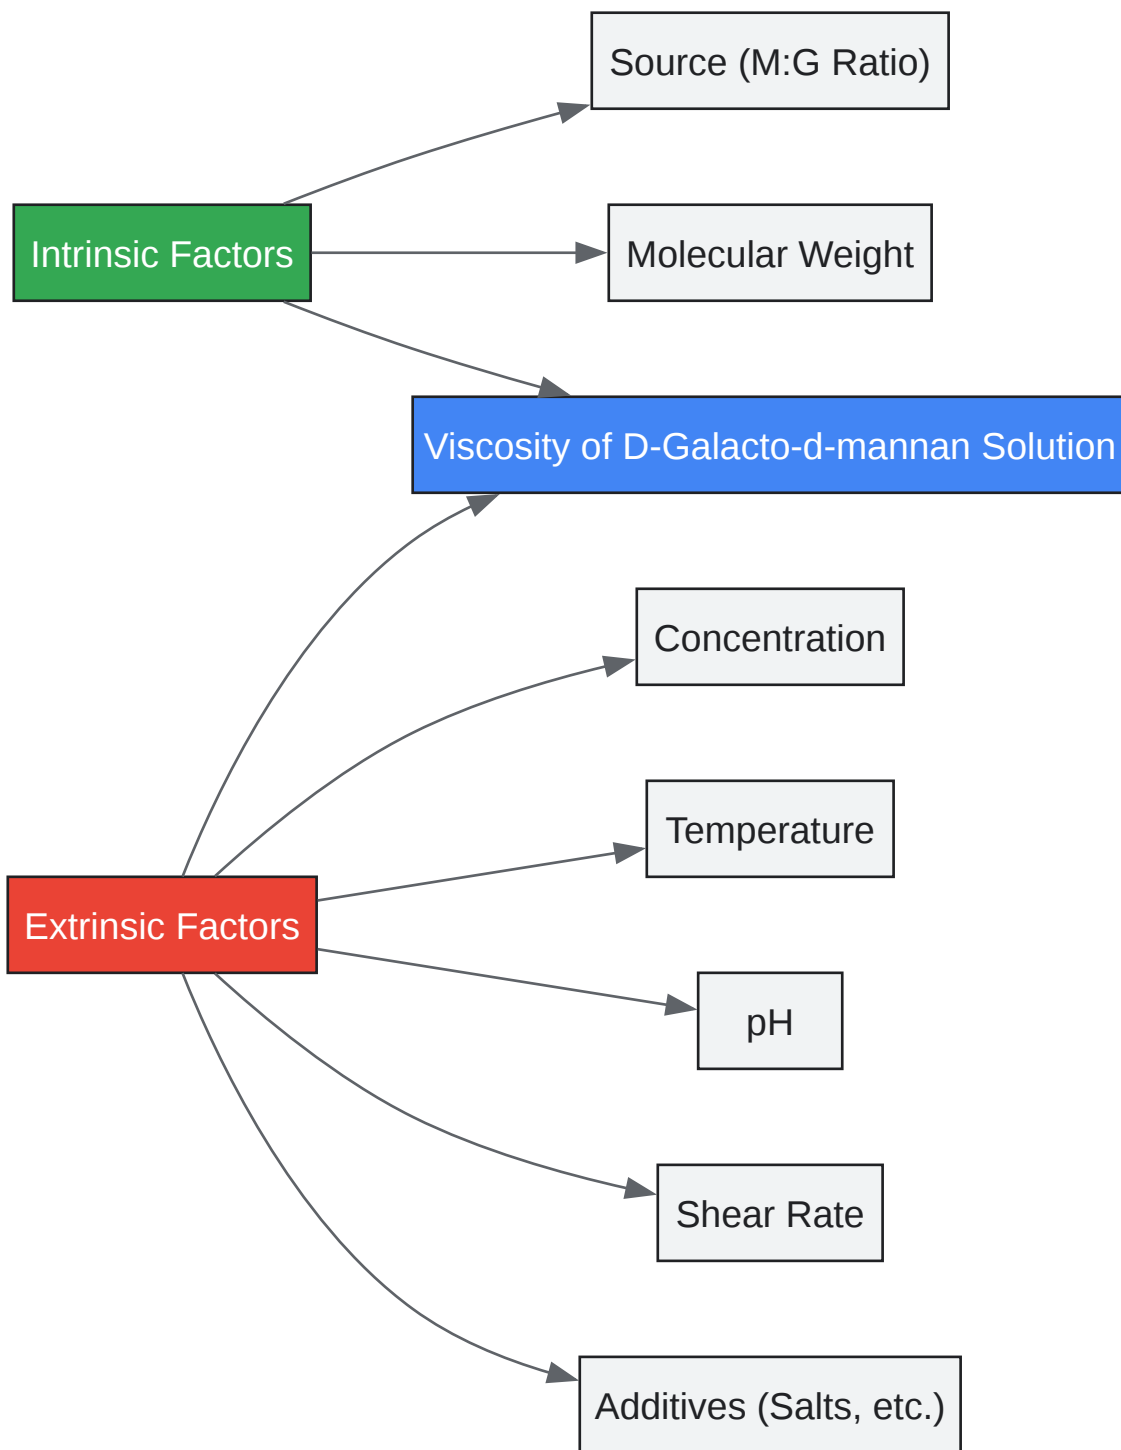 Source (M:G Ratio)
Intrinsic Factors
Molecular Weight
Viscosity of D-Galacto-d-mannan Solution
Concentration
Temperature
Extrinsic Factors
pH
Shear Rate
Additives (Salts, etc.)